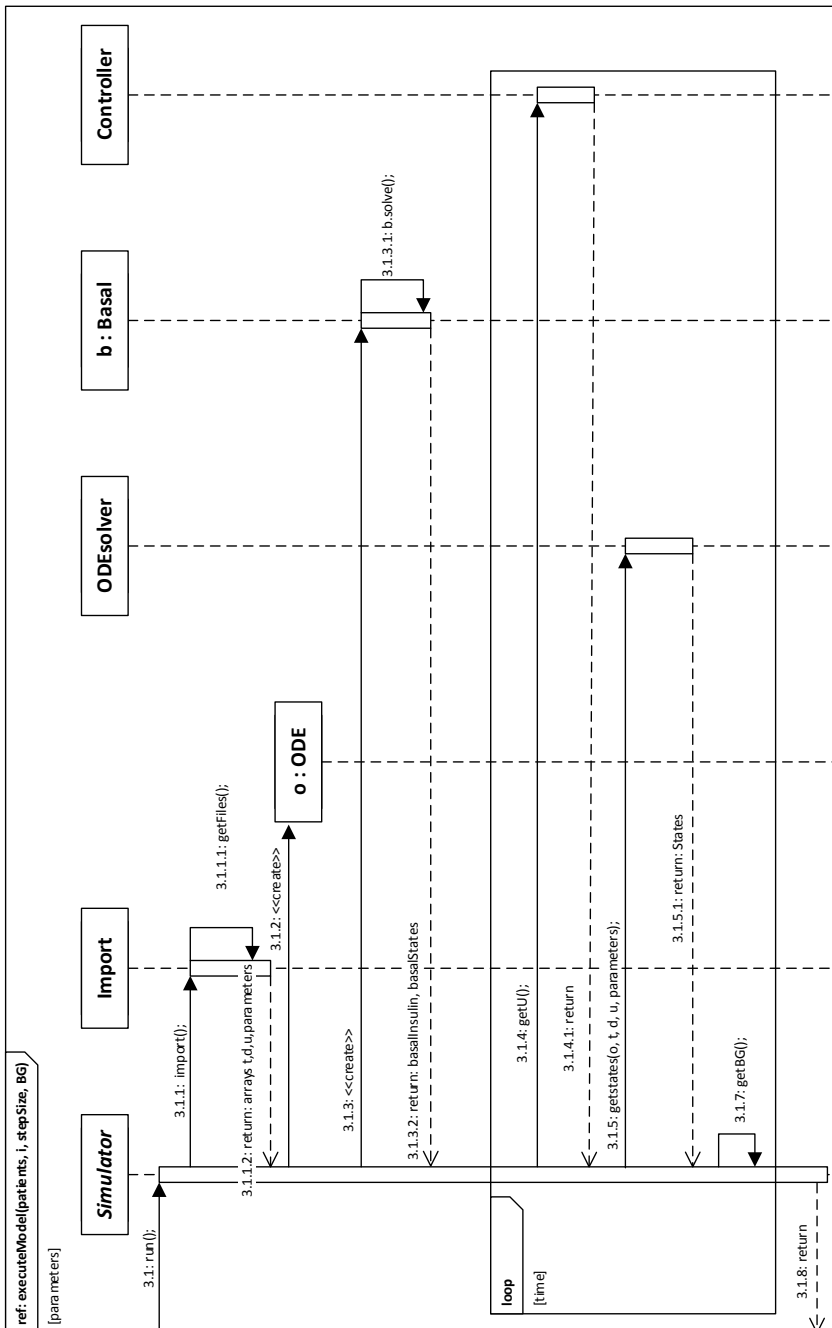 ref: executeModel(patients, i, stepSize, BG)
[parameters]
Simulator
Import
o : ODE
ODEsolver
b : Basal
Controller
3.1: run();
3.1.1: import();
3.1.1.1: getFiles();
3.1.1.2: return: arrays t,d,u,parameters
3.1.2: <<create>>
3.1.3: <<create>>
3.1.3.1: b.solve();
3.1.3.2: return: basalInsulin, basalStates
loop
[time]
3.1.4: getU();
3.1.4.1: return
3.1.5: getstates(o, t, d, u, parameters);
3.1.5.1: return: States
3.1.7: getBG();
3.1.8: return